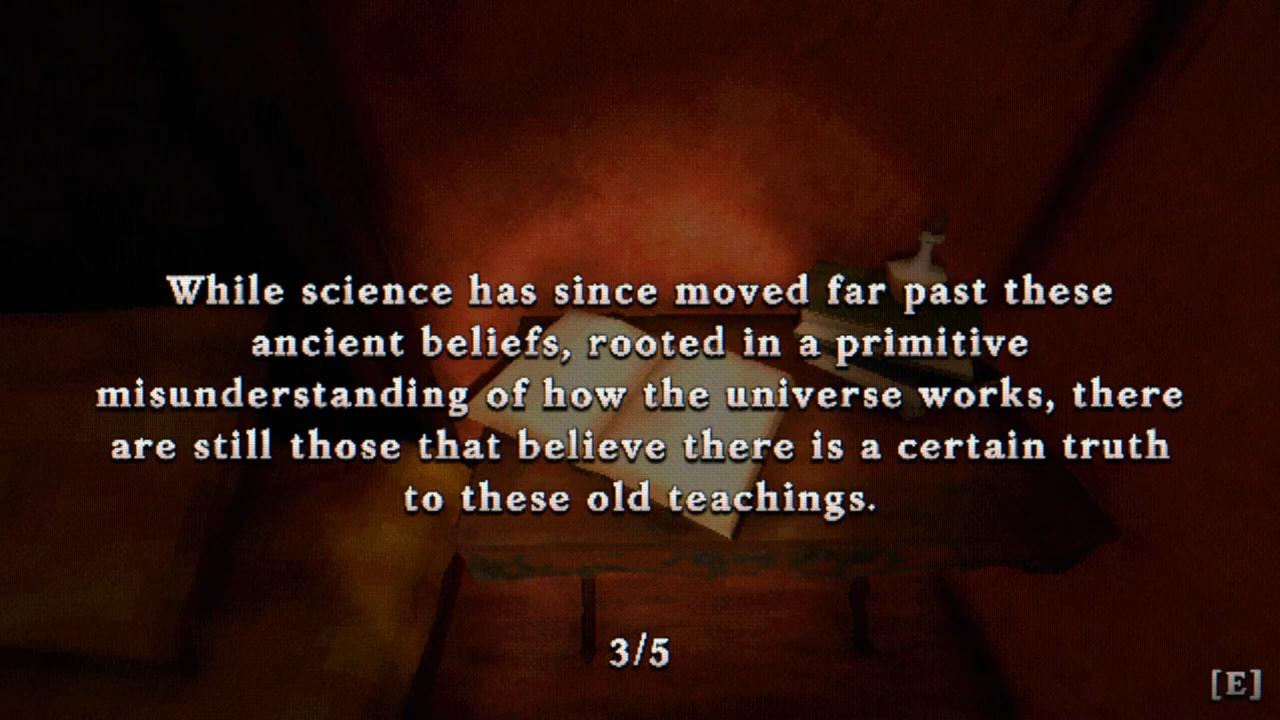 While science has since moved far past these
ancient beliefs, rooted in a primitive
misunderstanding of how the universe works, there
are still those that believe there is a certain truth
to these old teachings.
3/5
[E]